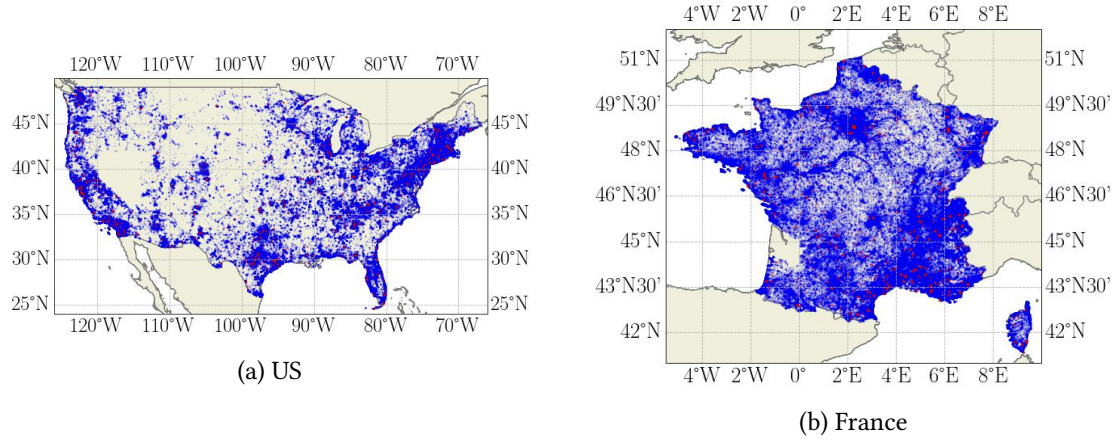 120°W 110°W 100°W 90°W 80°W 70°W
45°N 45°N
40°N 40°N
35°N 35°N
30°N 30°N
25°N 25°N
120°W 110°W 100°W 90°W 80°W 70°W
(a) US
4°W 2°W 0° 2°E 4°E 6°E 8°E
51°N 51°N
49°N30' 49°N30'
48°N 48°N
46°N30' 46°N30'
45°N 45°N
43°N30' 43°N30'
42°N 42°N
4°W 2°W 0° 2°E 4°E 6°E 8°E
(b) France